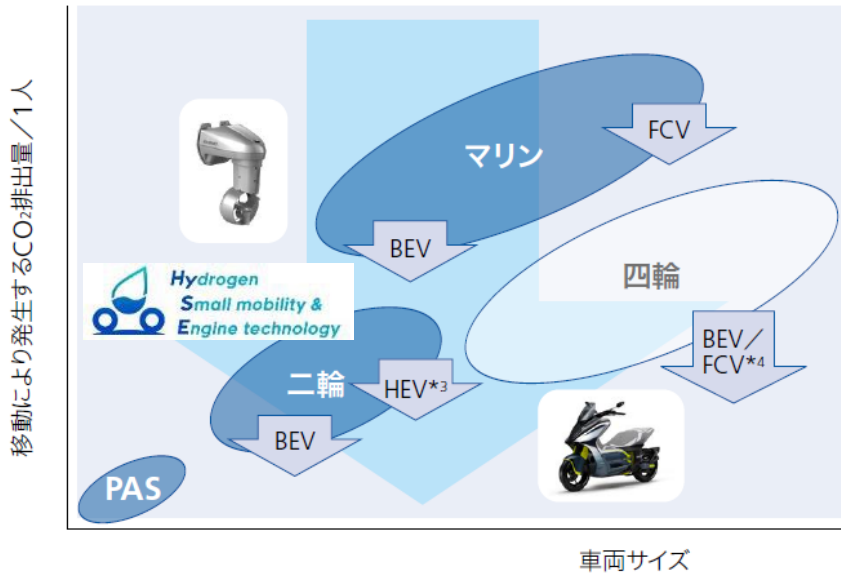 移動により発生するCO₂排出量／1人
マリン
FCV
BEV
四輪
Hydrogen
Small mobility &
Engine technology
BEV／
FCV*4
二輪
HEV*3
BEV
PAS
車両サイズ